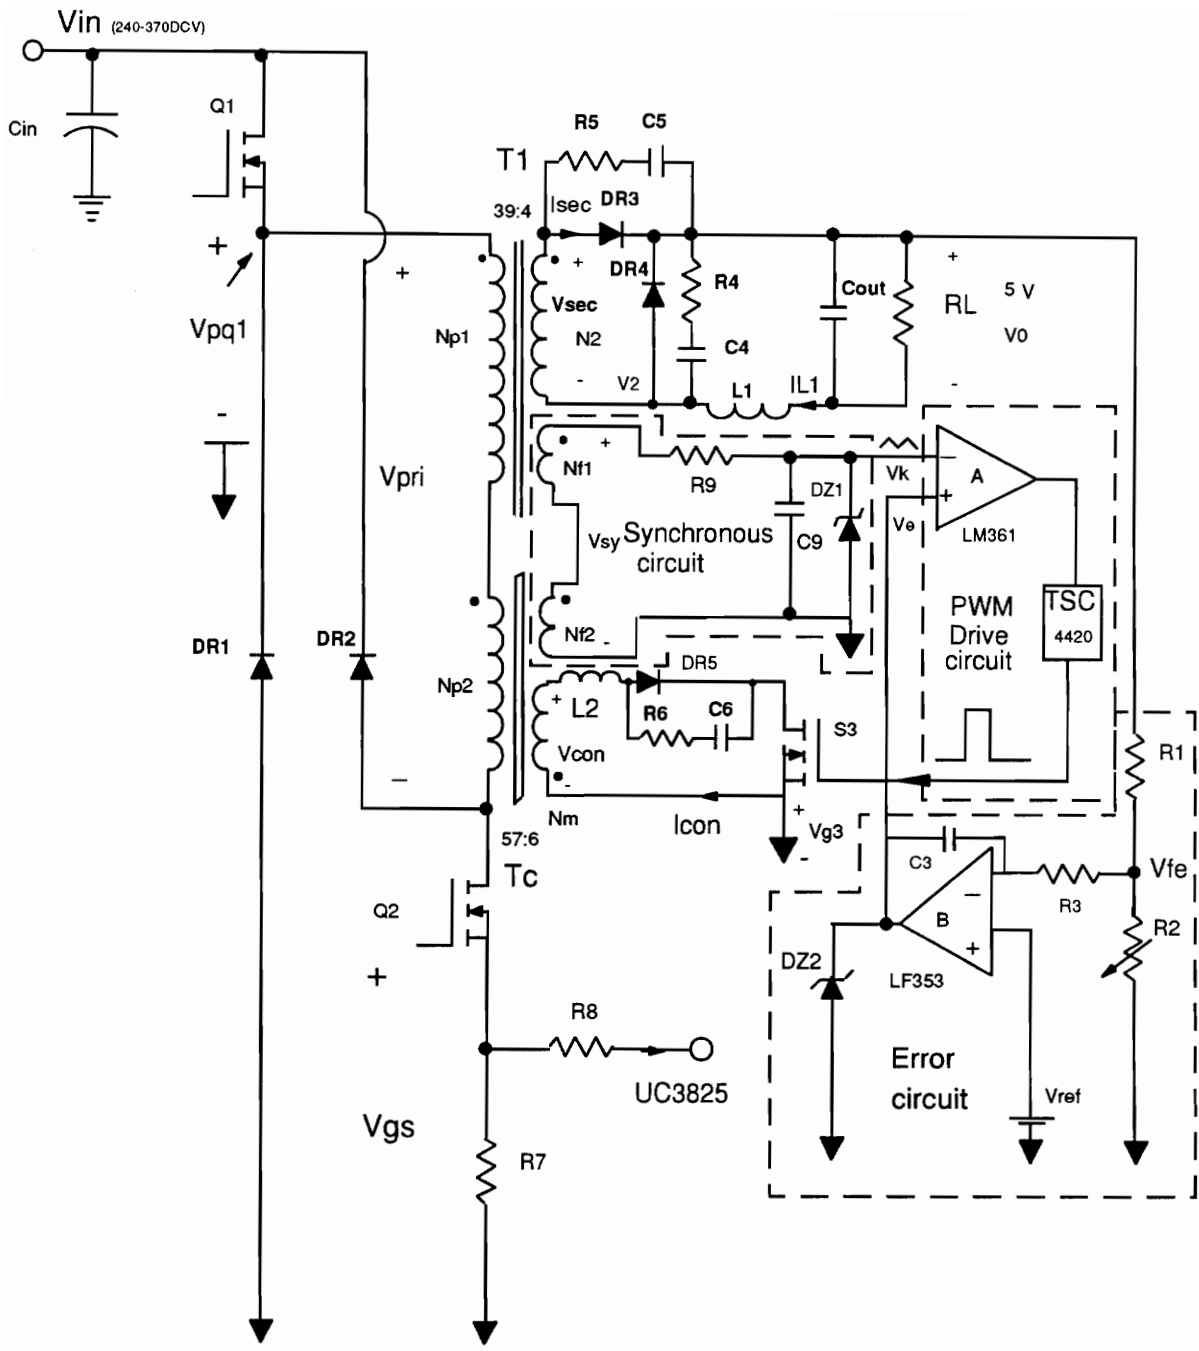 Vin (240-370DCV)
Q1
Cin
R5
C5
T1
39:4
Isec
DR3
+
+
+
+
DR4
R4
Cout
RL
5 V
V0
Vsec
Vpq1
Np1
N2
C4
-
V2
L1
IL1
-
-
Nf1
+
R9
Vk
A
DZ1
Vpri
Vsy
Synchronous
circuit
C9
Ve
+
LM361
PWM
Drive
circuit
TSC
4420
DR1
DR2
Nf2
-
DR5
Np2
+
L2
R6
C6
S3
R1
Vcon
-
Nm
Icon
+
Vg3
-
57:6
Tc
C3
Vfe
R3
Q2
B
R2
+
DZ2
LF353
+
R8
UC3825
Error
circuit
Vref
Vgs
R7